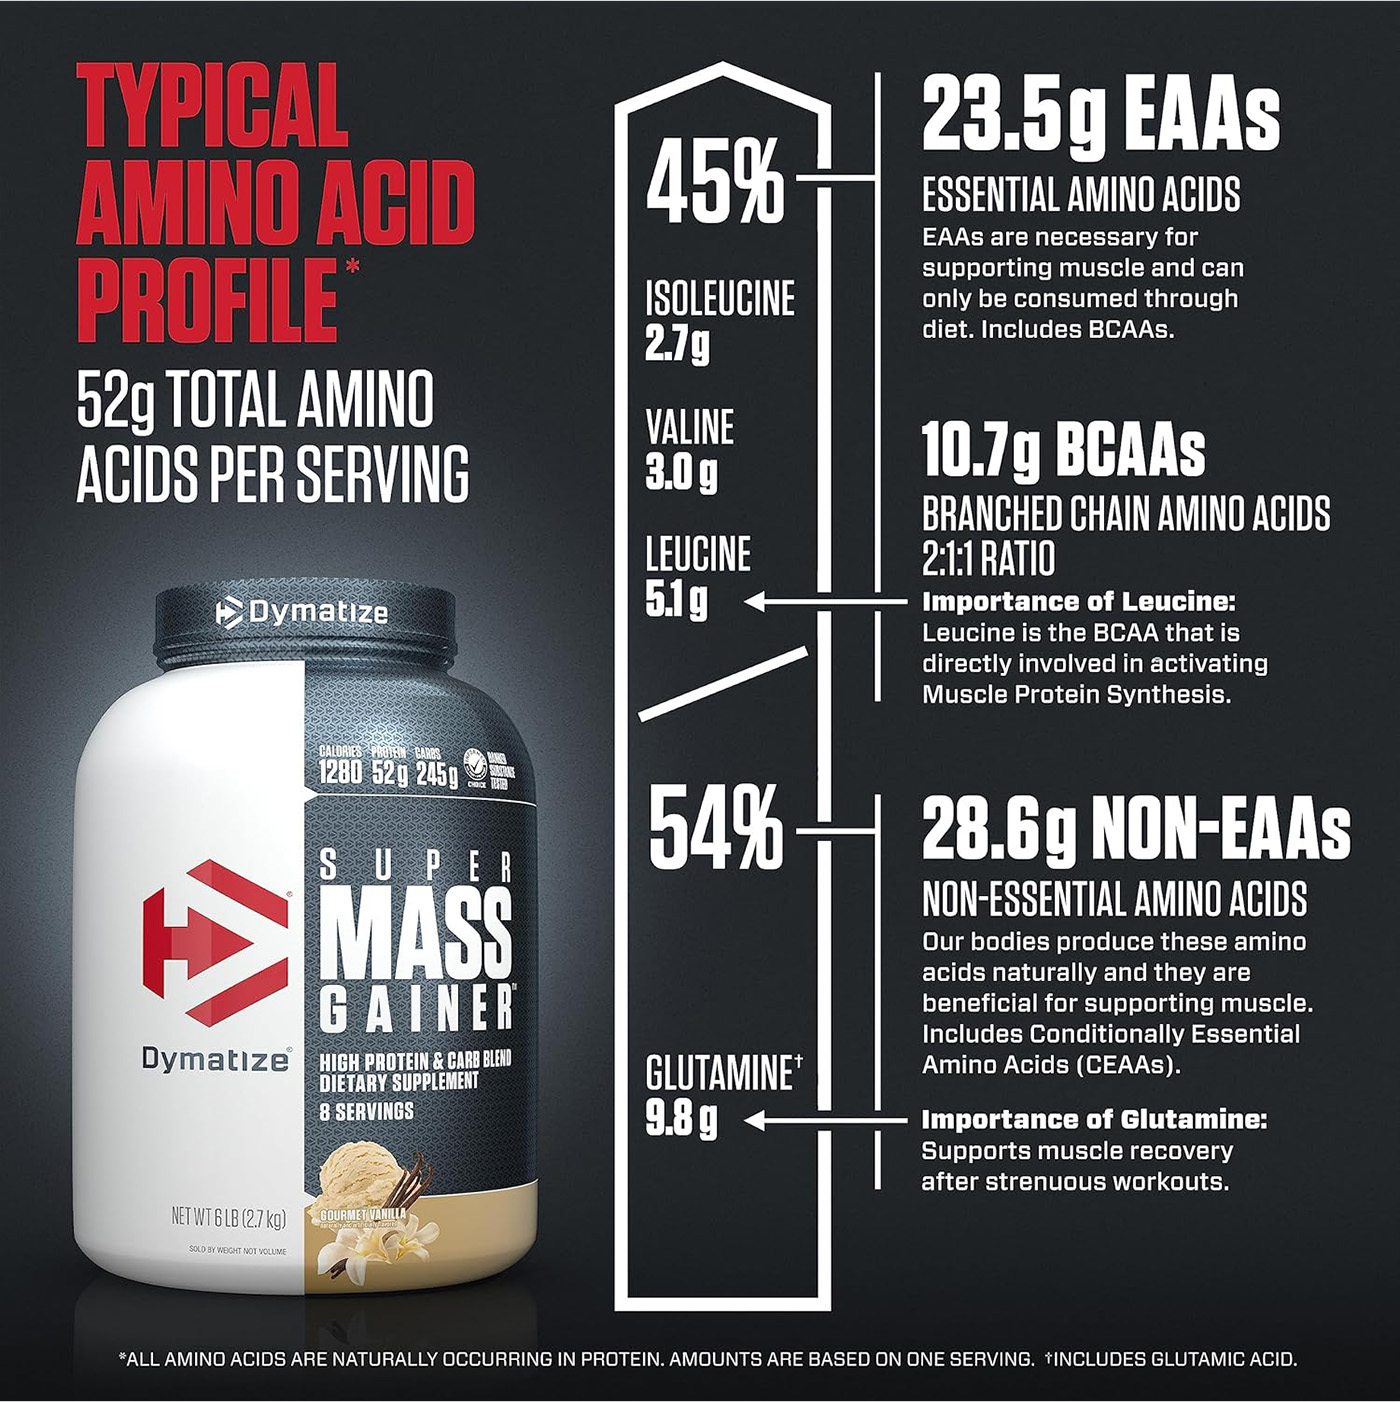 TYPICAL
AMINO ACID
PROFILE*
52g TOTAL AMINO
ACIDS PER SERVING
Dymatize
CALORIES PROTEIN CARBS
1280 52g 245g
CHOICE
BANNED
SUBSTANCE
TESTED
SUPER
MASS
GAINER™
Dymatize®
HIGH PROTEIN & CARB BLEND
DIETARY SUPPLEMENT
8 SERVINGS
GOURMET VANILLA
NET WT 6 LB (2.7 kg)
SOLD BY WEIGHT NOT VOLUME
45%
ISOLEUCINE
2.7g
VALINE
3.0 g
LEUCINE
5.1 g
54%
GLUTAMINE†
9.8 g
23.5g EAAs
ESSENTIAL AMINO ACIDS
EAAs are necessary for
supporting muscle and can
only be consumed through
diet. Includes BCAAs.
10.7g BCAAs
BRANCHED CHAIN AMINO ACIDS
2:1:1 RATIO
Importance of Leucine:
Leucine is the BCAA that is
directly involved in activating
Muscle Protein Synthesis.
28.6g NON-EAAs
NON-ESSENTIAL AMINO ACIDS
Our bodies produce these amino
acids naturally and they are
beneficial for supporting muscle.
Includes Conditionally Essential
Amino Acids (CEAAs).
Importance of Glutamine:
Supports muscle recovery
after strenuous workouts.
*ALL AMINO ACIDS ARE NATURALLY OCCURRING IN PROTEIN. AMOUNTS ARE BASED ON ONE SERVING. †INCLUDES GLUTAMIC ACID.